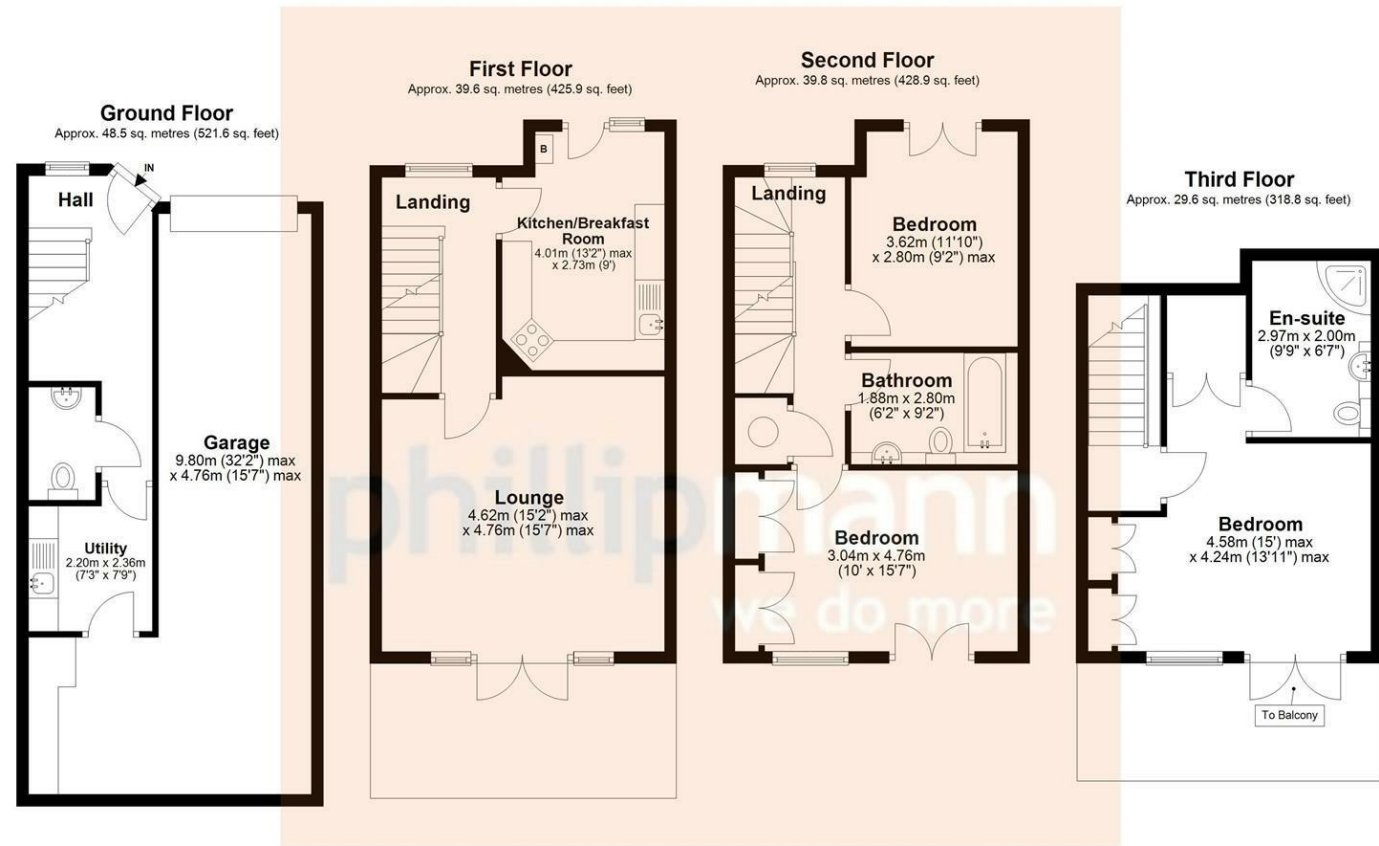 Ground Floor
Approx. 48.5 sq. metres (521.6 sq. feet)
IN
Hall
Garage
9.80m (32'2") max
x 4.76m (15'7") max
Utility
2.20m x 2.36m
(7'3" x 7'9")
First Floor
Approx. 39.6 sq. metres (425.9 sq. feet)
B
Landing
Kitchen/Breakfast
Room
4.01m (13'2") max
x 2.73m (9')
Lounge
4.62m (15'2") max
x 4.76m (15'7") max
Second Floor
Approx. 39.8 sq. metres (428.9 sq. feet)
Landing
Bedroom
3.62m (11'10")
x 2.80m (9'2") max
Bathroom
1.88m x 2.80m
(6'2" x 9'2")
Bedroom
3.04m x 4.76m
(10' x 15'7")
Third Floor
Approx. 29.6 sq. metres (318.8 sq. feet)
En-suite
2.97m x 2.00m
(9'9" x 6'7")
Bedroom
4.58m (15') max
x 4.24m (13'11") max
To Balcony
phillipmann
we do more